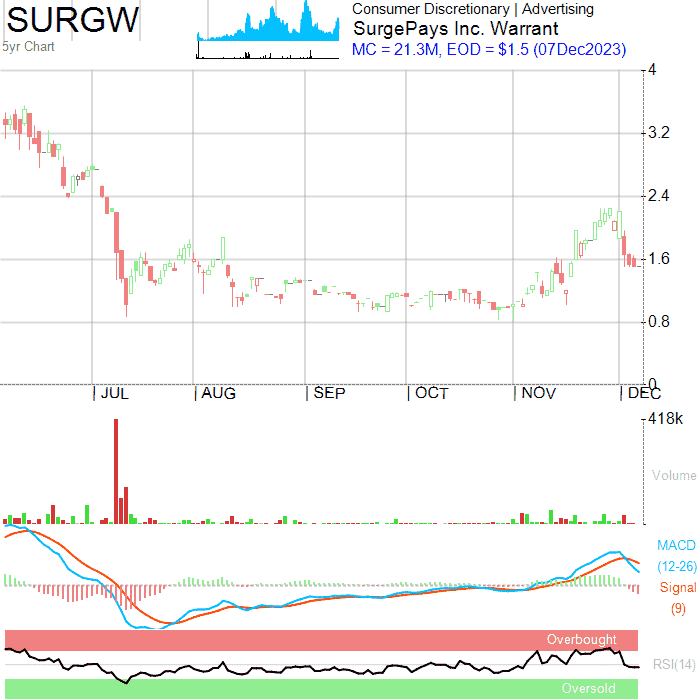 SURGW
5yr Chart
Consumer Discretionary | Advertising
SurgePays Inc. Warrant
MC = 21.3M, EOD = $1.5 (07Dec2023)
4
3.2
2.4
1.6
0.8
0
JUL
AUG
SEP
OCT
NOV
DEC
418k
Volume
MACD
(12-26)
Signal
(9)
Overbought
RSI(14)
Oversold